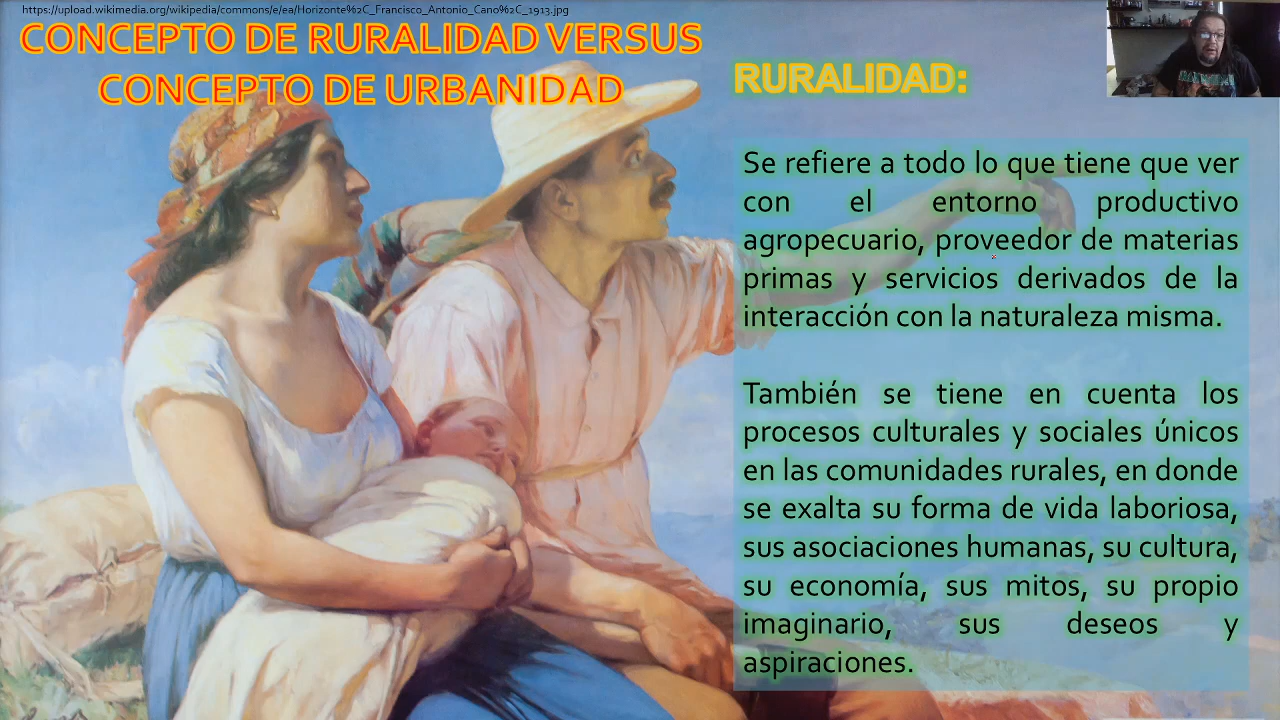 https://upload.wikimedia.org/wikipedia/commons/e/ea/Horizonte%2C_Francisco_Antonio_Cano%2C_1913.jpg
CONCEPTO DE RURALIDAD VERSUS
CONCEPTO DE URBANIDAD
RURALIDAD:
Se refiere a todo lo que tiene que ver
con el entorno productivo
agropecuario, proveedor de materias
primas y servicios derivados de la
interacción con la naturaleza misma.
También se tiene en cuenta los
procesos culturales y sociales únicos
en las comunidades rurales, en donde
se exalta su forma de vida laboriosa,
sus asociaciones humanas, su cultura,
su economía, sus mitos, su propio
imaginario, sus deseos y
aspiraciones.